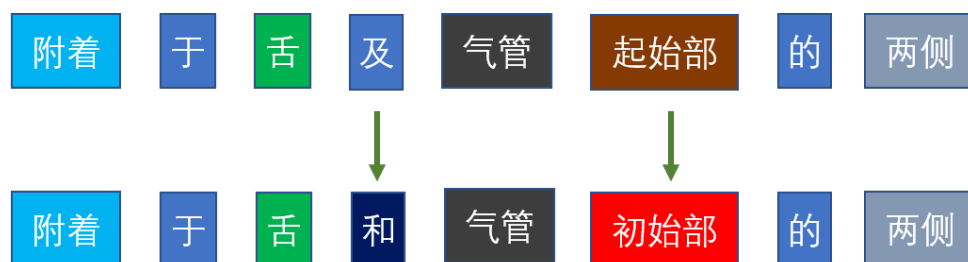 附着 于 舌 及 气管 起始部 的 两侧
附着 于 舌 和 气管 初始部 的 两侧